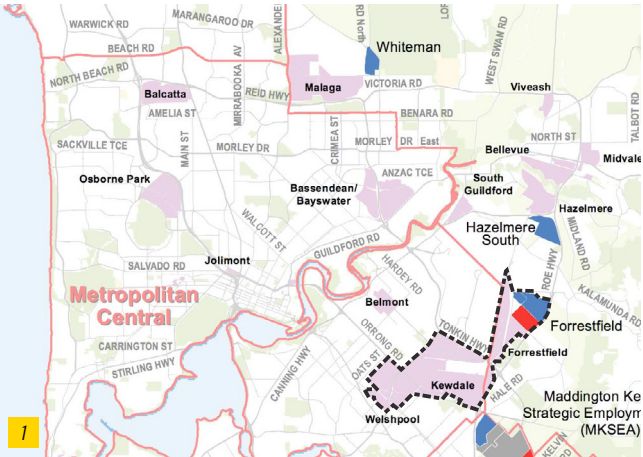 MARANGAROO DR
WARWICK RD
ALEXANDER
RD North
LOR
BEACH RD
Whiteman
WEST SWAN RD
NORTH BEACH RD
MIRRABOOKA AV
Balcatta
REID HWY
Malaga
VICTORIA RD
Viveash
TALBOT RD
AMELIA ST
MAIN ST
CRIMEA ST
BENARA RD
SACKVILLE TCE
MORLEY DR
MORLEY DR East
NORTH ST
Bellevue
Midvale
Osborne Park
ANZAC TCE
South
Guildford
Bassendean/
Bayswater
WALCOTT ST
Hazelmere
Hazelmere
South
MIDLAND RD
GUILDFORD RD
Jolimont
HARDEY RD
ROE HWY
SALVADO RD
Metropolitan
Central
Belmont
KALAMUNDA RD
Forrestfield
ORRONG RD
TONKIN HWY
CARRINGTON ST
STIRLING HWY
CANNING HWY
OATS ST
Forrestfield
Kewdale
HALE RD
Welshpool
Maddington Ke
Strategic Employm
(MKSEA)
KELVIN
RD
1